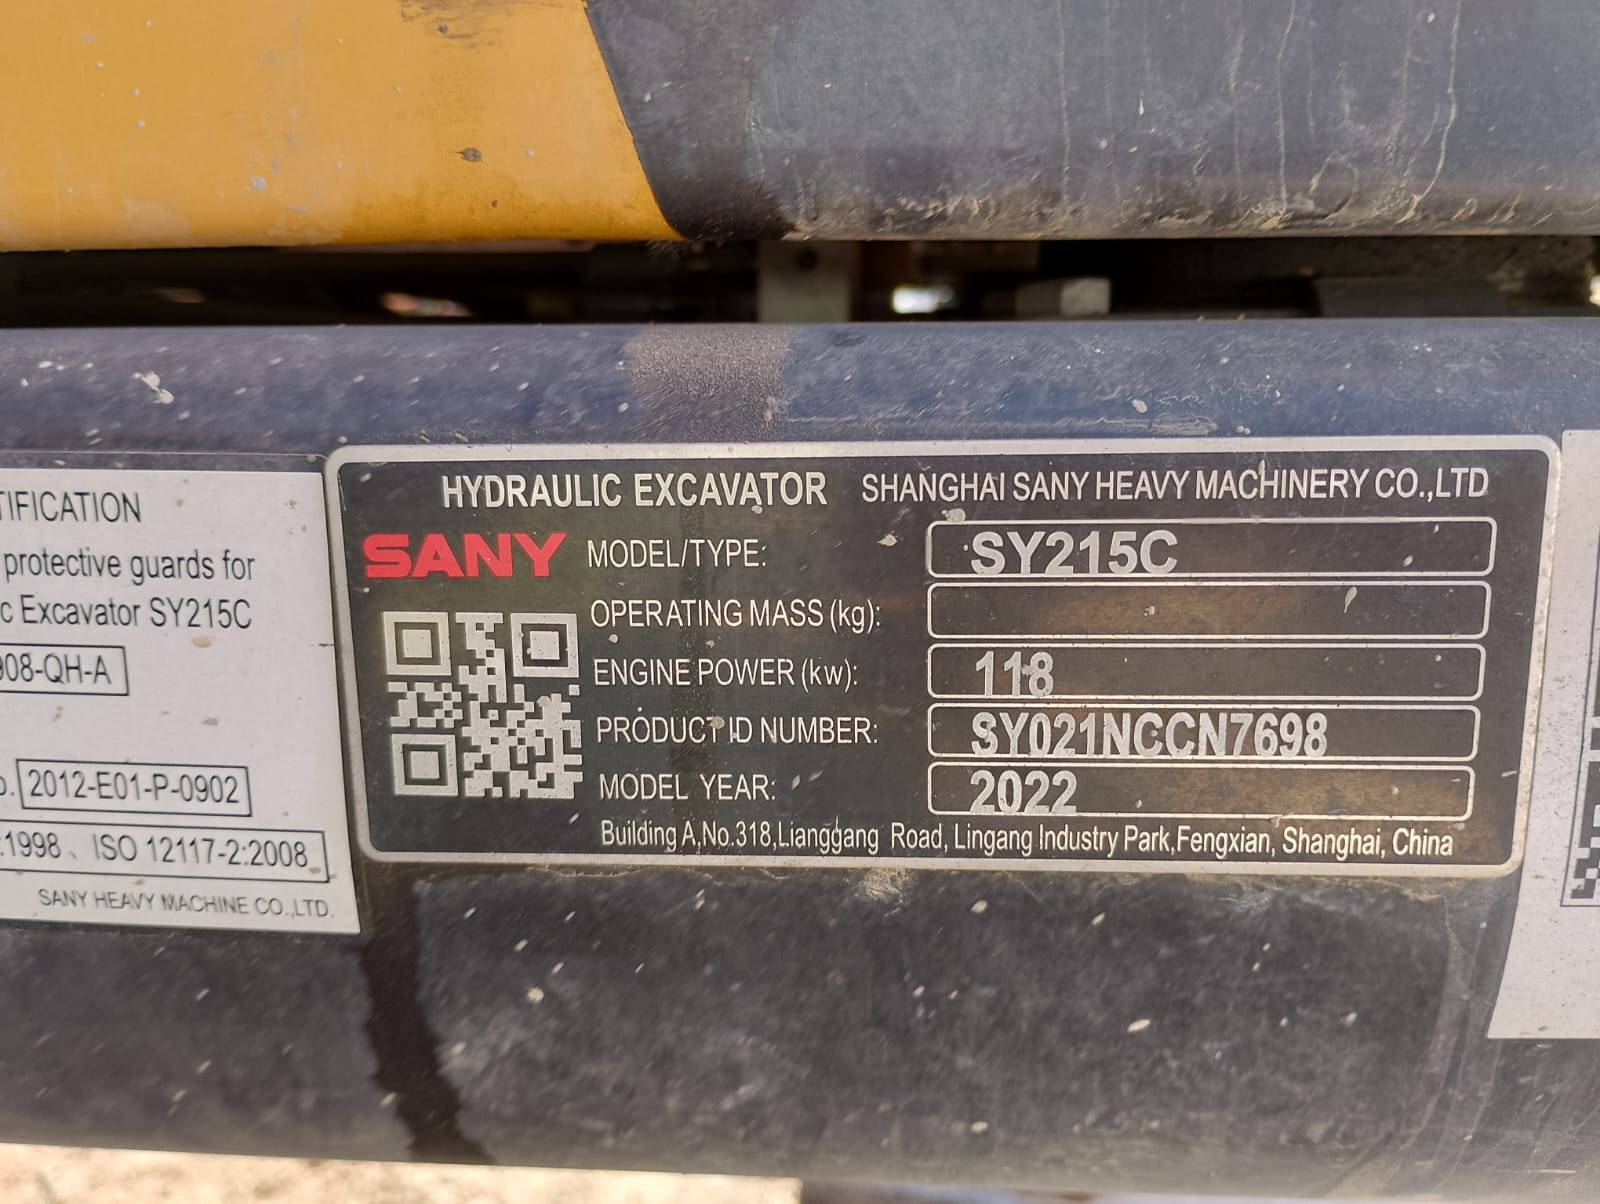 TIFICATION
protective guards for
c Excavator SY215C
908-QH-A
o. 2012-E01-P-0902
:1998、ISO 12117-2:2008
SANY HEAVY MACHINE CO.,LTD.
HYDRAULIC EXCAVATOR SHANGHAI SANY HEAVY MACHINERY CO.,LTD
SANY
MODEL/TYPE: SY215C
OPERATING MASS (kg):
ENGINE POWER (kw): 118
PRODUCT ID NUMBER: SY021NCCN7698
MODEL YEAR: 2022
Building A,No.318,Lianggang Road, Lingang Industry Park,Fengxian, Shanghai, China